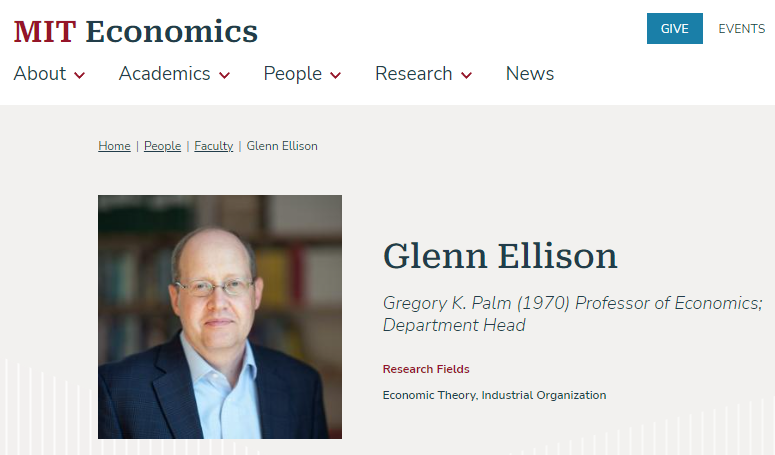 MIT Economics
GIVE
EVENTS
About
Academics
People
Research
News
Home | People | Faculty | Glenn Ellison
Glenn Ellison
Gregory K. Palm (1970) Professor of Economics;
Department Head
Research Fields
Economic Theory, Industrial Organization